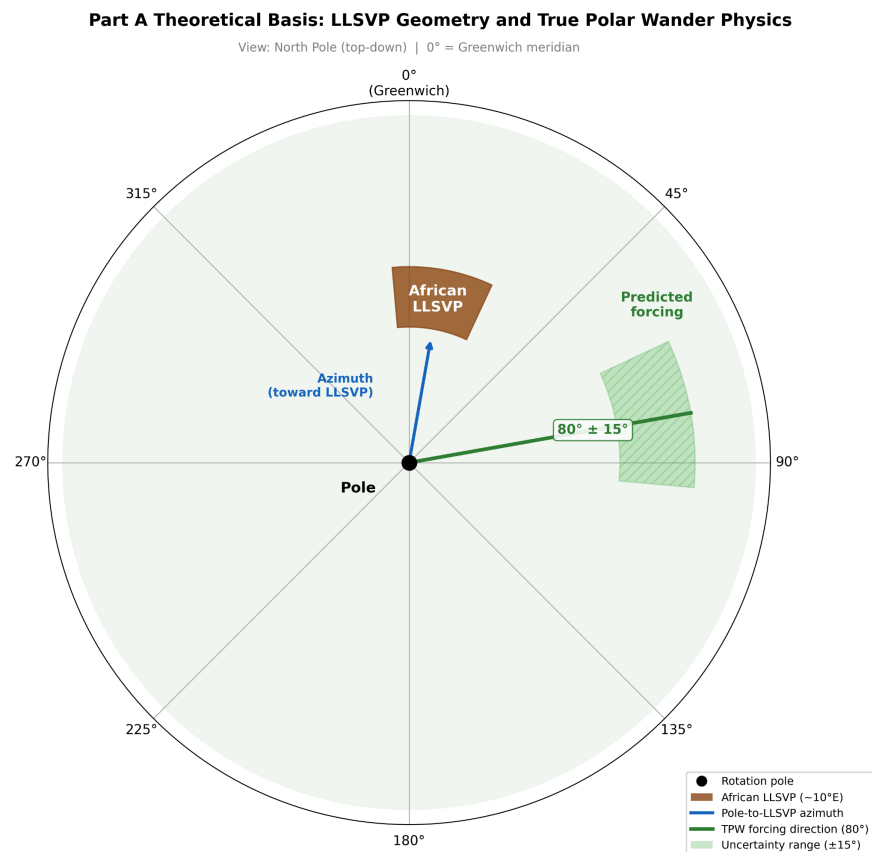 Part A Theoretical Basis: LLSVP Geometry and True Polar Wander Physics
View: North Pole (top-down)  |  0° = Greenwich meridian
0°
(Greenwich)
315°
45°
African
LLSVP
Predicted
forcing
Azimuth
(toward LLSVP)
80° ± 15°
270°
90°
Pole
225°
135°
180°
Rotation pole
African LLSVP (~10°E)
Pole-to-LLSVP azimuth
TPW forcing direction (80°)
Uncertainty range (±15°)